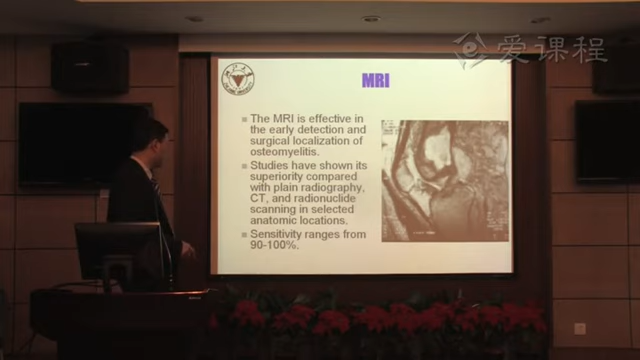 爱课程
MRI
The MRI is effective in
the early detection and
surgical localization of
osteomyelitis.
Studies have shown its
superiority compared
with plain radiography,
CT, and radionuclide
scanning in selected
anatomic locations.
Sensitivity ranges from
90-100%.